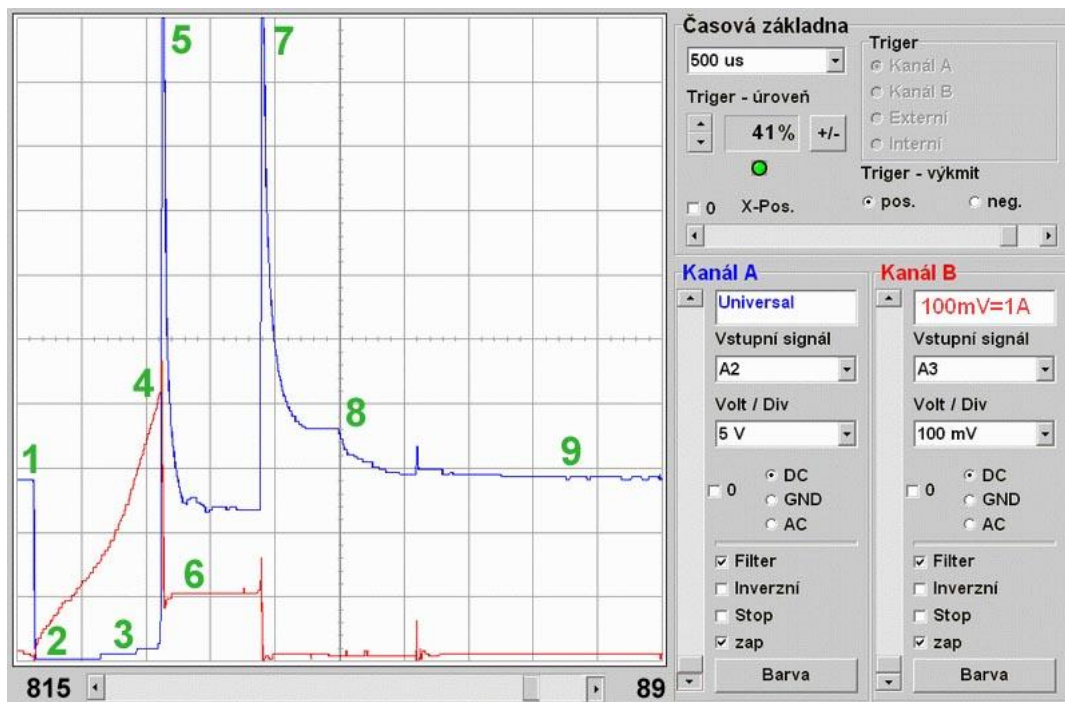 1
2
3
4
5
6
7
8
9
815
89
Časová základna
500 us
Triger - úroveň
41%
+/-
0
X-Pos.
Triger
Kanál A
Kanál B
Externí
Interní
Triger - výkmit
pos.
neg.
Kanál A
Universal
Vstupní signál
A2
Volt / Div
5 V
0
DC
GND
AC
Filter
Inverzní
Stop
zap
Barva
Kanál B
100mV=1A
Vstupní signál
A3
Volt / Div
100 mV
0
DC
GND
AC
Filter
Inverzní
Stop
zap
Barva